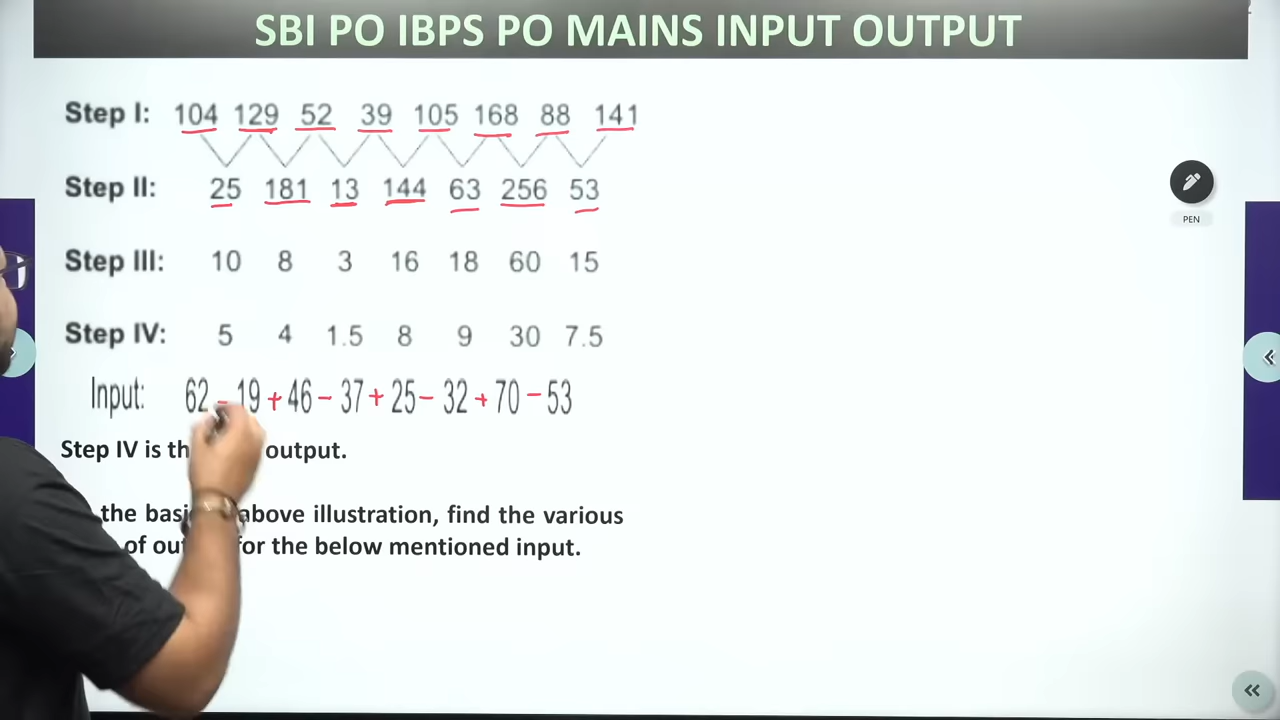 SBI PO IBPS PO MAINS INPUT OUTPUT
Step I: 104 129 52 39 105 168 88 141
Step II: 25 181 13 144 63 256 53
Step III: 10 8 3 16 18 60 15
Step IV: 5 4 1.5 8 9 30 7.5
Input: 62 - 19 + 46 - 37 + 25 - 32 + 70 - 53
Step IV is output.
the above illustration, find the various
of for the below mentioned input.
PEN